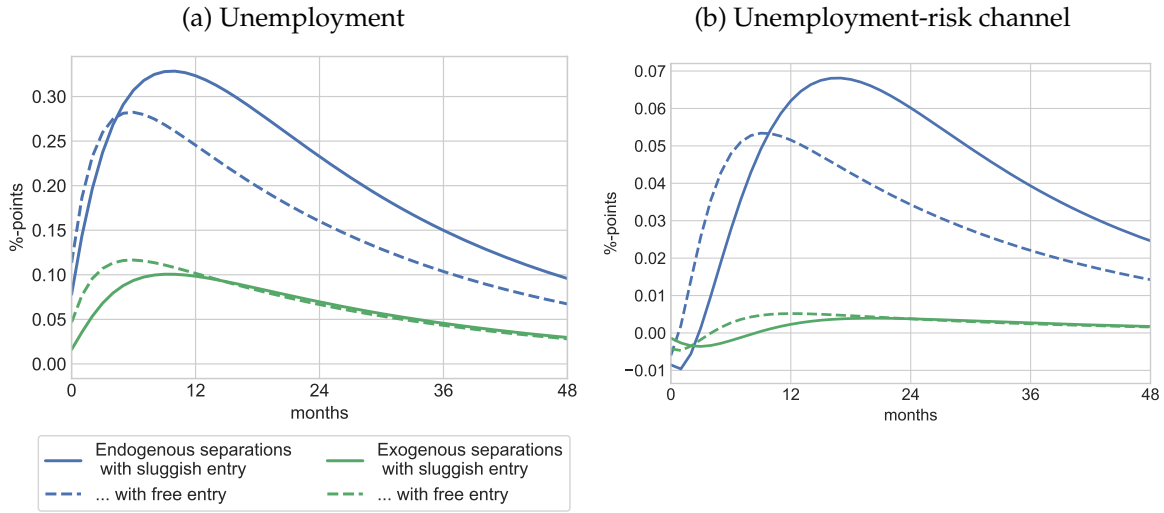 (a) Unemployment
(b) Unemployment-risk channel
0.30
0.25
0.20
0.15
0.10
0.05
0.00
%-points
0 12 24 36 48
months
0.07
0.06
0.05
0.04
0.03
0.02
0.01
0.00
−0.01
%-points
0 12 24 36 48
months
Endogenous separations
with sluggish entry
... with free entry
Exogenous separations
with sluggish entry
... with free entry